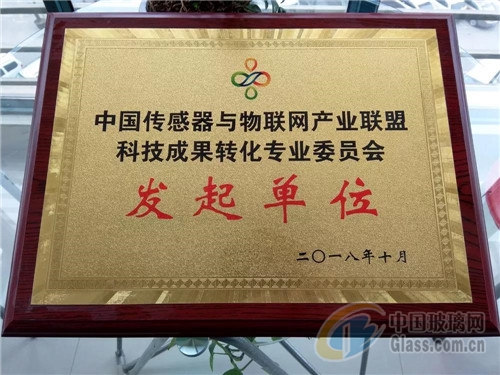 中国传感器与物联网产业联盟
科技成果转化专业委员会
发起单位
二〇一八年十月
中国玻璃网
Glass.com.cn